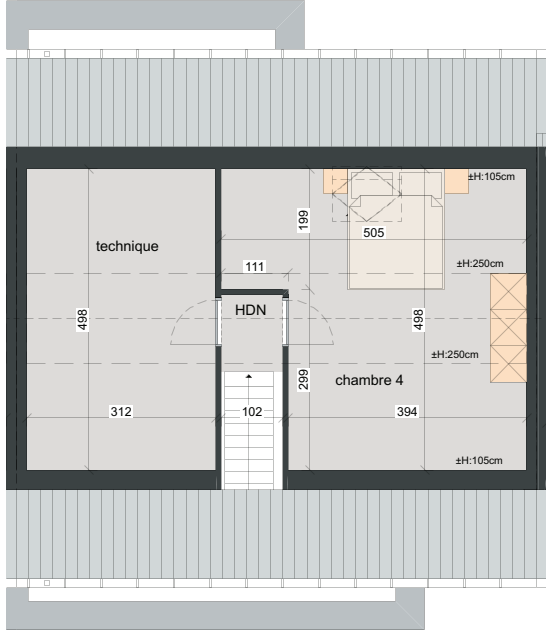 ±H:105cm
199
505
technique
±H:250cm
111
HDN
498
498
±H:250cm
299
chambre 4
312
102
394
±H:105cm